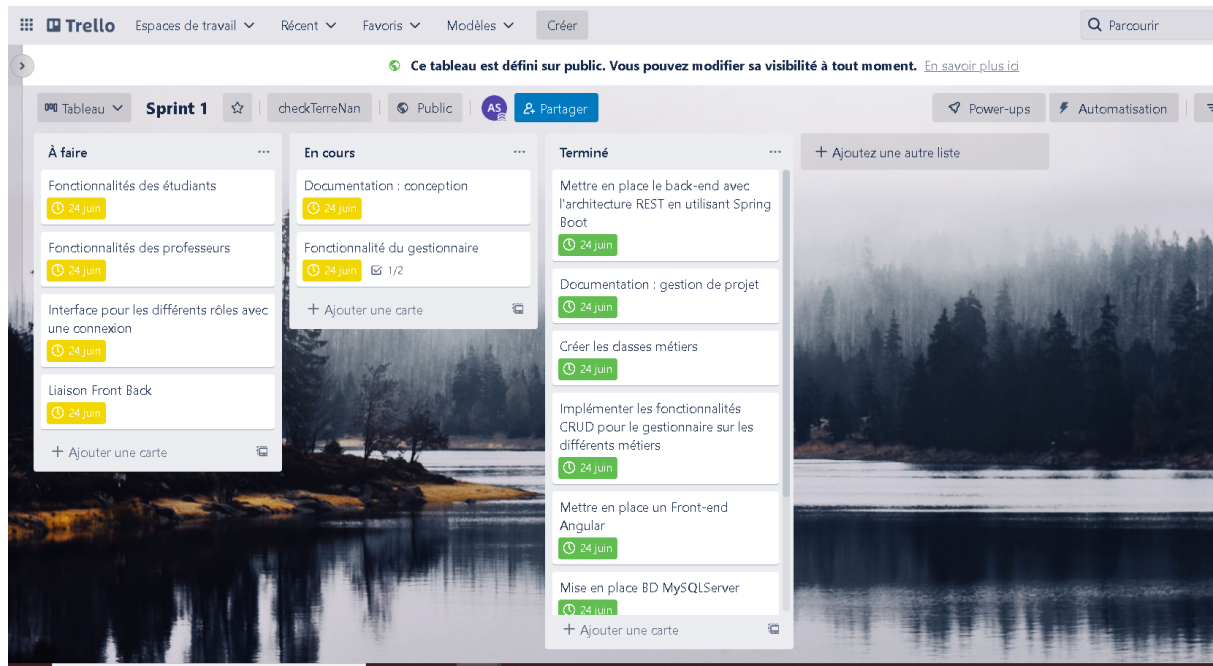 Trello
Espaces de travail
Récent
Favoris
Modèles
Créer
Parcourir
Ce tableau est défini sur public. Vous pouvez modifier sa visibilité à tout moment. En savoir plus ici
Tableau
Sprint 1
checkTerreNan
Public
AS
Partager
Power-ups
Automatisation
À faire
Fonctionnalités des étudiants
24 juin
Fonctionnalités des professeurs
24 juin
Interface pour les différents rôles avec
une connexion
24 juin
Liaison Front Back
24 juin
+ Ajouter une carte
En cours
Documentation : conception
24 juin
Fonctionnalité du gestionnaire
24 juin 1/2
+ Ajouter une carte
Terminé
Mettre en place le back-end avec
l'architecture REST en utilisant Spring
Boot
24 juin
Documentation : gestion de projet
24 juin
Créer les classes métiers
24 juin
Implémenter les fonctionnalités
CRUD pour le gestionnaire sur les
différents métiers
24 juin
Mettre en place un Front-end
Angular
24 juin
Mise en place BD MySQLServer
24 juin
+ Ajouter une carte
+ Ajoutez une autre liste